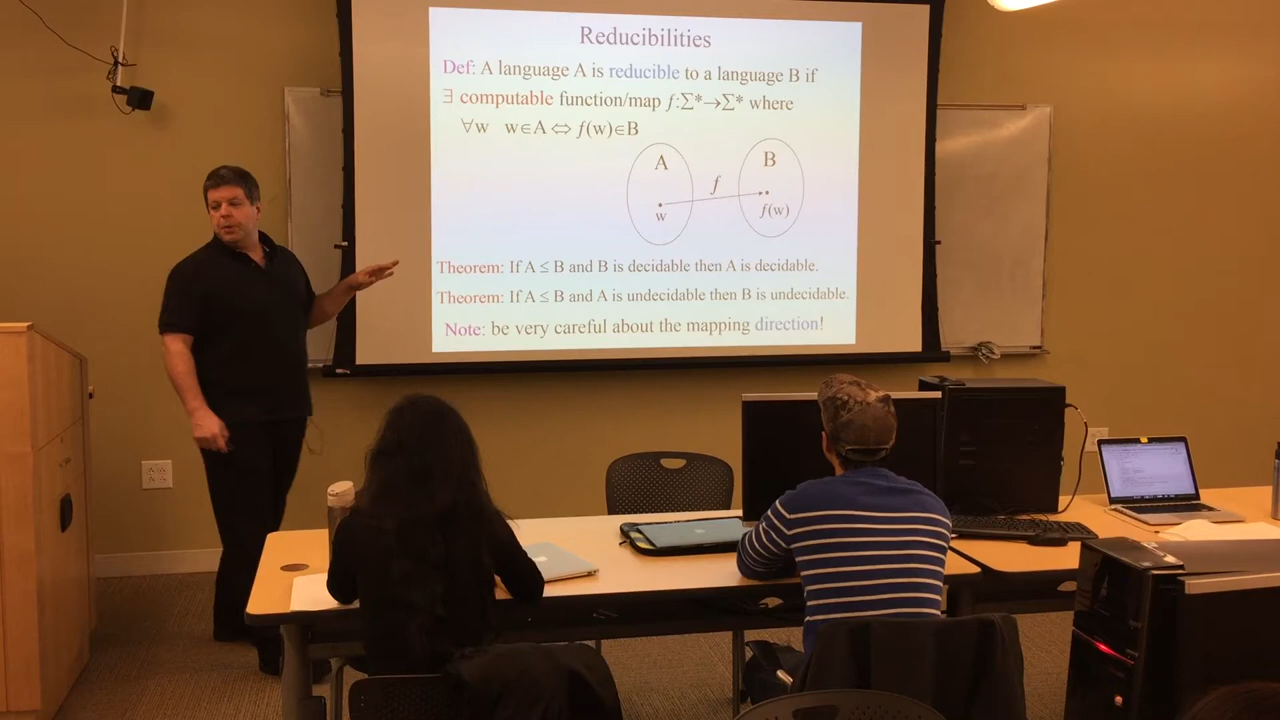 Reducibilities
Def: A language A is reducible to a language B if
∃ computable function/map f:∑*→∑* where
∀w w∈A ⇔ f(w)∈B
A
B
f
w
f(w)
Theorem: If A ≤ B and B is decidable then A is decidable.
Theorem: If A ≤ B and A is undecidable then B is undecidable.
Note: be very careful about the mapping direction!